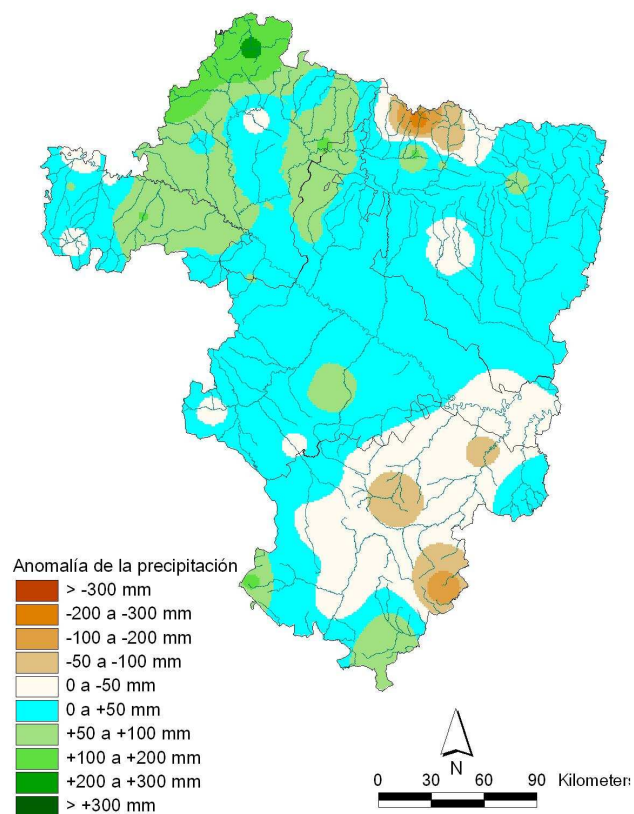 Anomalía de la precipitación
> -300 mm
-200 a -300 mm
-100 a -200 mm
-50 a -100 mm
0 a -50 mm
0 a +50 mm
+50 a +100 mm
+100 a +200 mm
+200 a +300 mm
> +300 mm
N
0 30 60 90 Kilometers